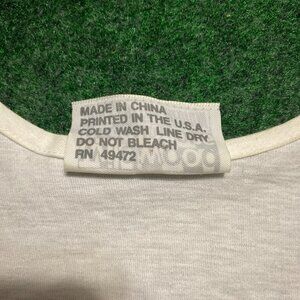 MADE IN CHINA
PRINTED IN THE U.S.A.
COLD WASH LINE DRY
DO NOT BLEACH
RN 49472